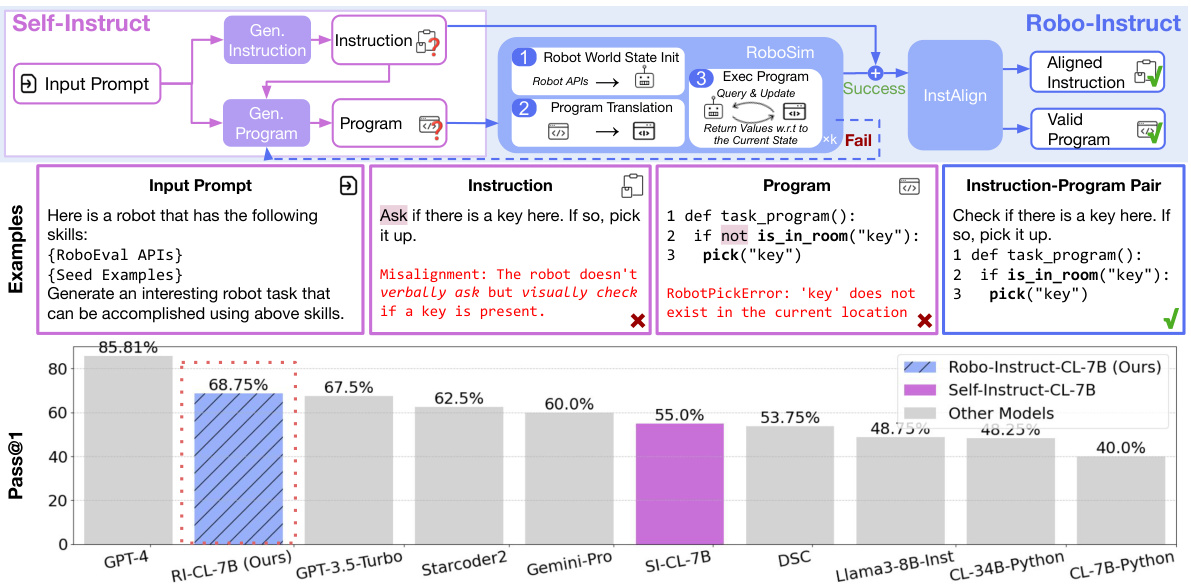 Self-Instruct
Robo-Instruct
Input Prompt
Gen.
Instruction
Instruction
?
Gen.
Program
Program
?
RoboSim
1 Robot World State Init
Robot APIs
2 Program Translation
3 Exec Program
Query & Update
Return Values w.r.t to
the Current State
×k
Success
Fail
InstAlign
Aligned
Instruction
Valid
Program
Examples
Input Prompt
Here is a robot that has the following
skills:
{RoboEval APIs}
{Seed Examples}
Generate an interesting robot task that
can be accomplished using above skills.
Instruction
Ask if there is a key here. If so, pick
it up.
Misalignment: The robot doesn't
verbally ask but visually check
if a key is present.
Program
1 def task_program():
2 if not is_in_room("key"):
3 pick("key")
RobotPickError: 'key' does not
exist in the current location
Instruction-Program Pair
Check if there is a key here. If
so, pick it up.
1 def task_program():
2 if is_in_room("key"):
3 pick("key")
Pass@1
80
60
40
20
0
85.81%
68.75%
67.5%
62.5%
60.0%
55.0%
53.75%
48.75%
48.25%
40.0%
Robo-Instruct-CL-7B (Ours)
Self-Instruct-CL-7B
Other Models
GPT-4
RI-CL-7B (Ours)
GPT-3.5-Turbo
Starcoder2
Gemini-Pro
SI-CL-7B
DSC
Llama3-8B-Inst
CL-34B-Python
CL-7B-Python